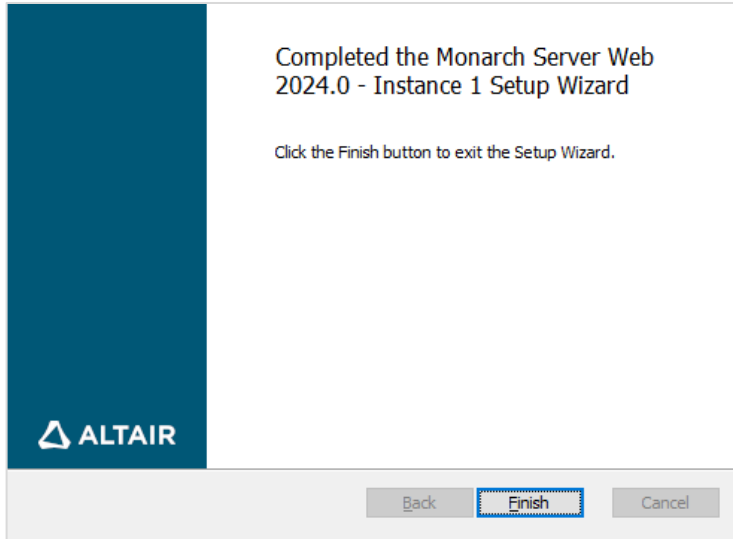 Completed the Monarch Server Web
2024.0 - Instance 1 Setup Wizard
Click the Finish button to exit the Setup Wizard.
ALTAIR
Back
Finish
Cancel